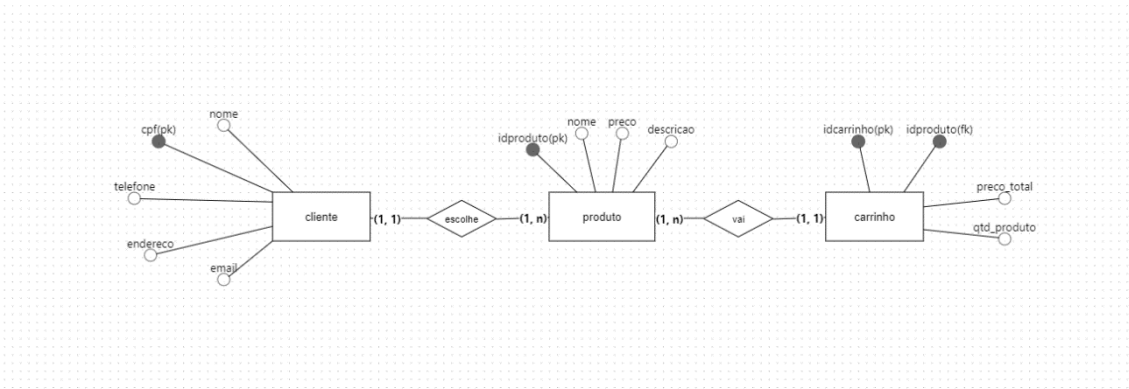 nome
cpf(pk)
telefone
endereco
email
cliente
(1, 1)
escolhe
(1, n)
idproduto(pk)
nome
preco
descricao
produto
(1, n)
vai
(1, 1)
idcarrinho(pk)
idproduto(fk)
preco_total
qtd_produto
carrinho